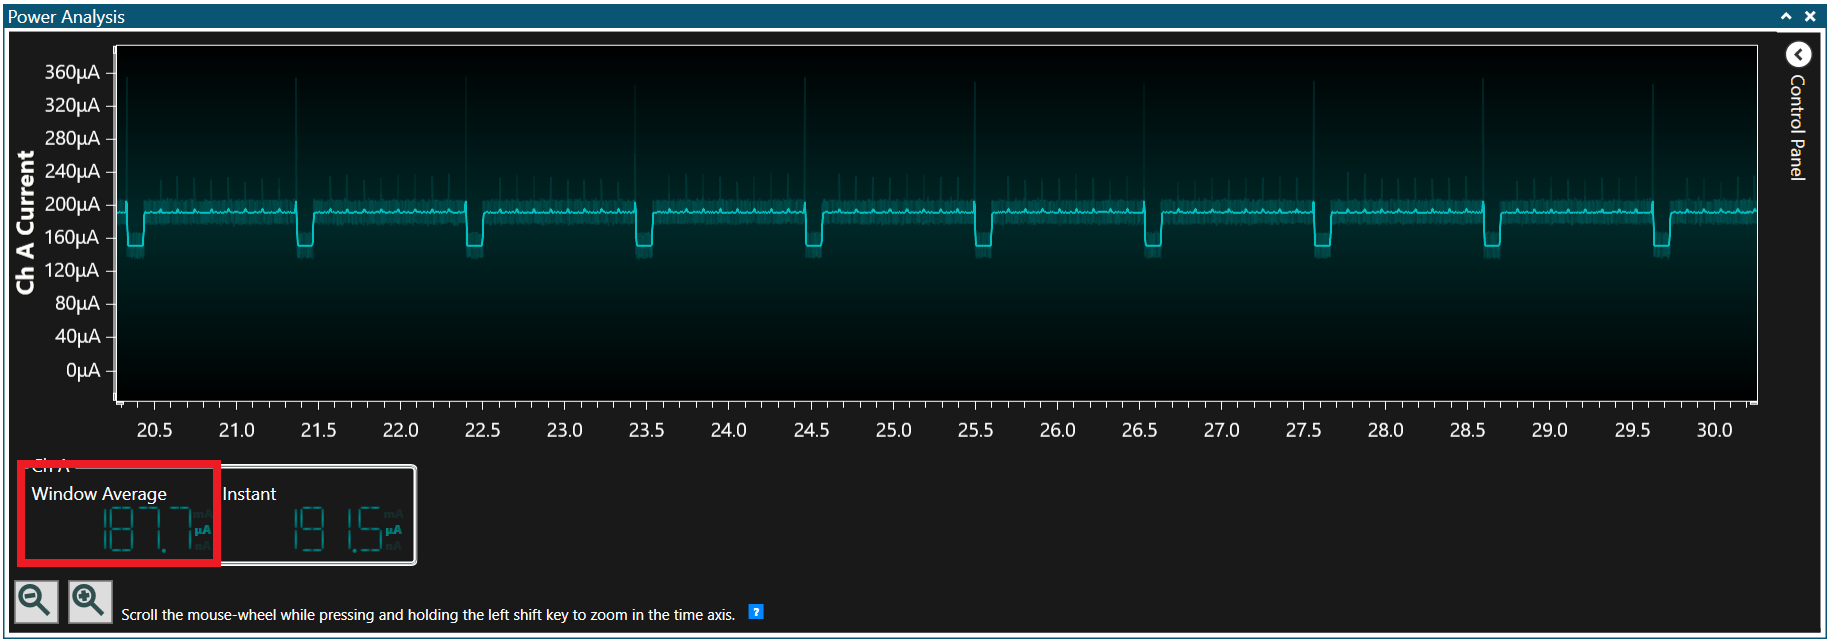 Power Analysis
Control Panel
Ch A Current
360µA
320µA
280µA
240µA
200µA
160µA
120µA
80µA
40µA
0µA
20.5 21.0 21.5 22.0 22.5 23.0 23.5 24.0 24.5 25.0 25.5 26.0 26.5 27.0 27.5 28.0 28.5 29.0 29.5 30.0
Ch A
Window Average Instant
mA mA
187.7 µA 191.5 µA
nA nA
Scroll the mouse-wheel while pressing and holding the left shift key to zoom in the time axis. ?